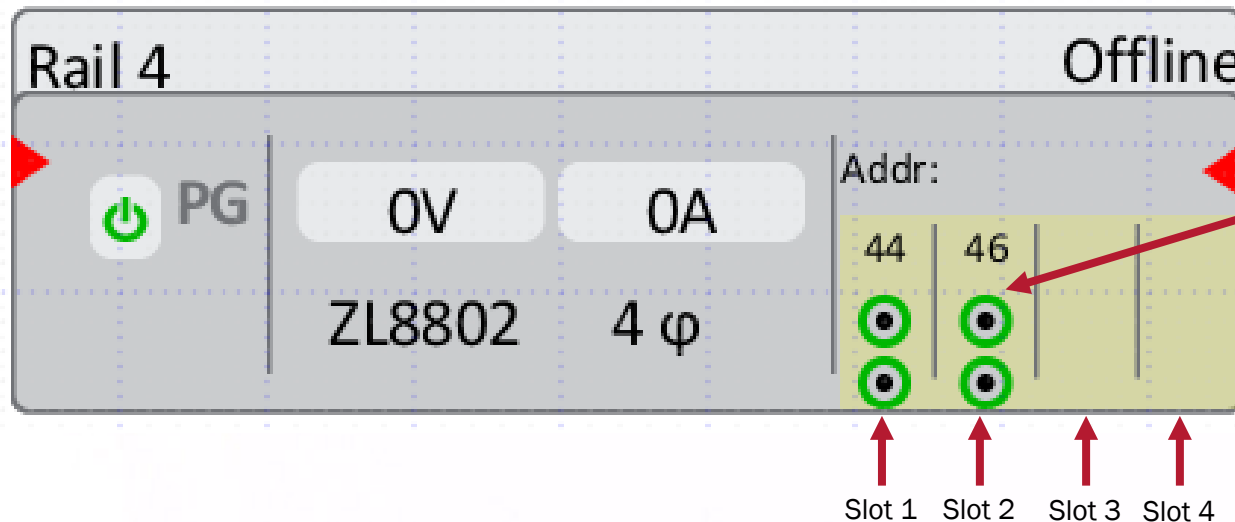 Rail 4 Offline
Addr:
PG 0V 0A
44 46
ZL8802 4 φ
Slot 1 Slot 2 Slot 3 Slot 4